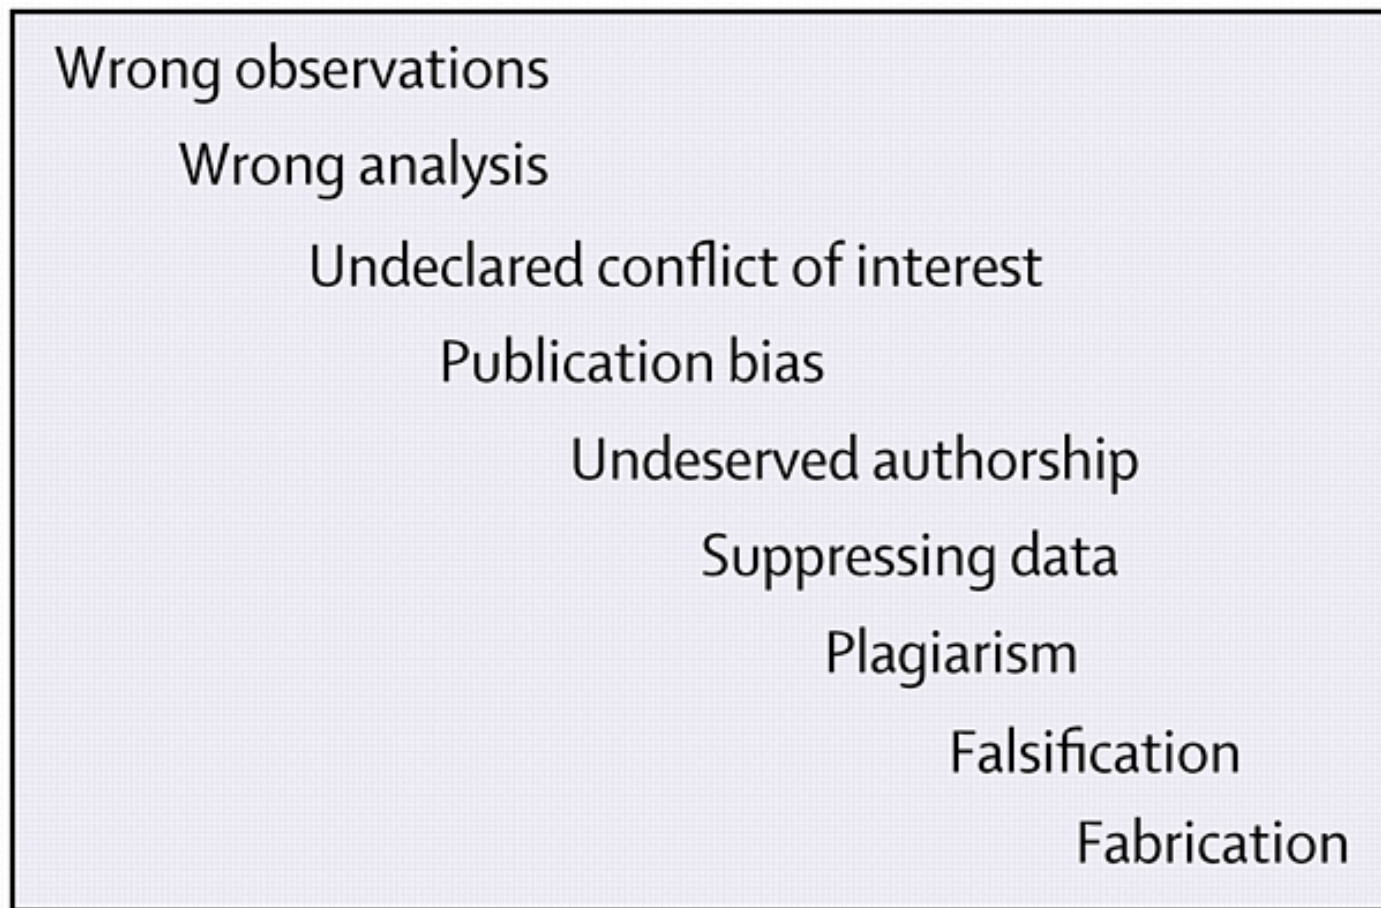 Wrong observations
Wrong analysis
Undeclared conflict of interest
Publication bias
Undeserved authorship
Suppressing data
Plagiarism
Falsification
Fabrication